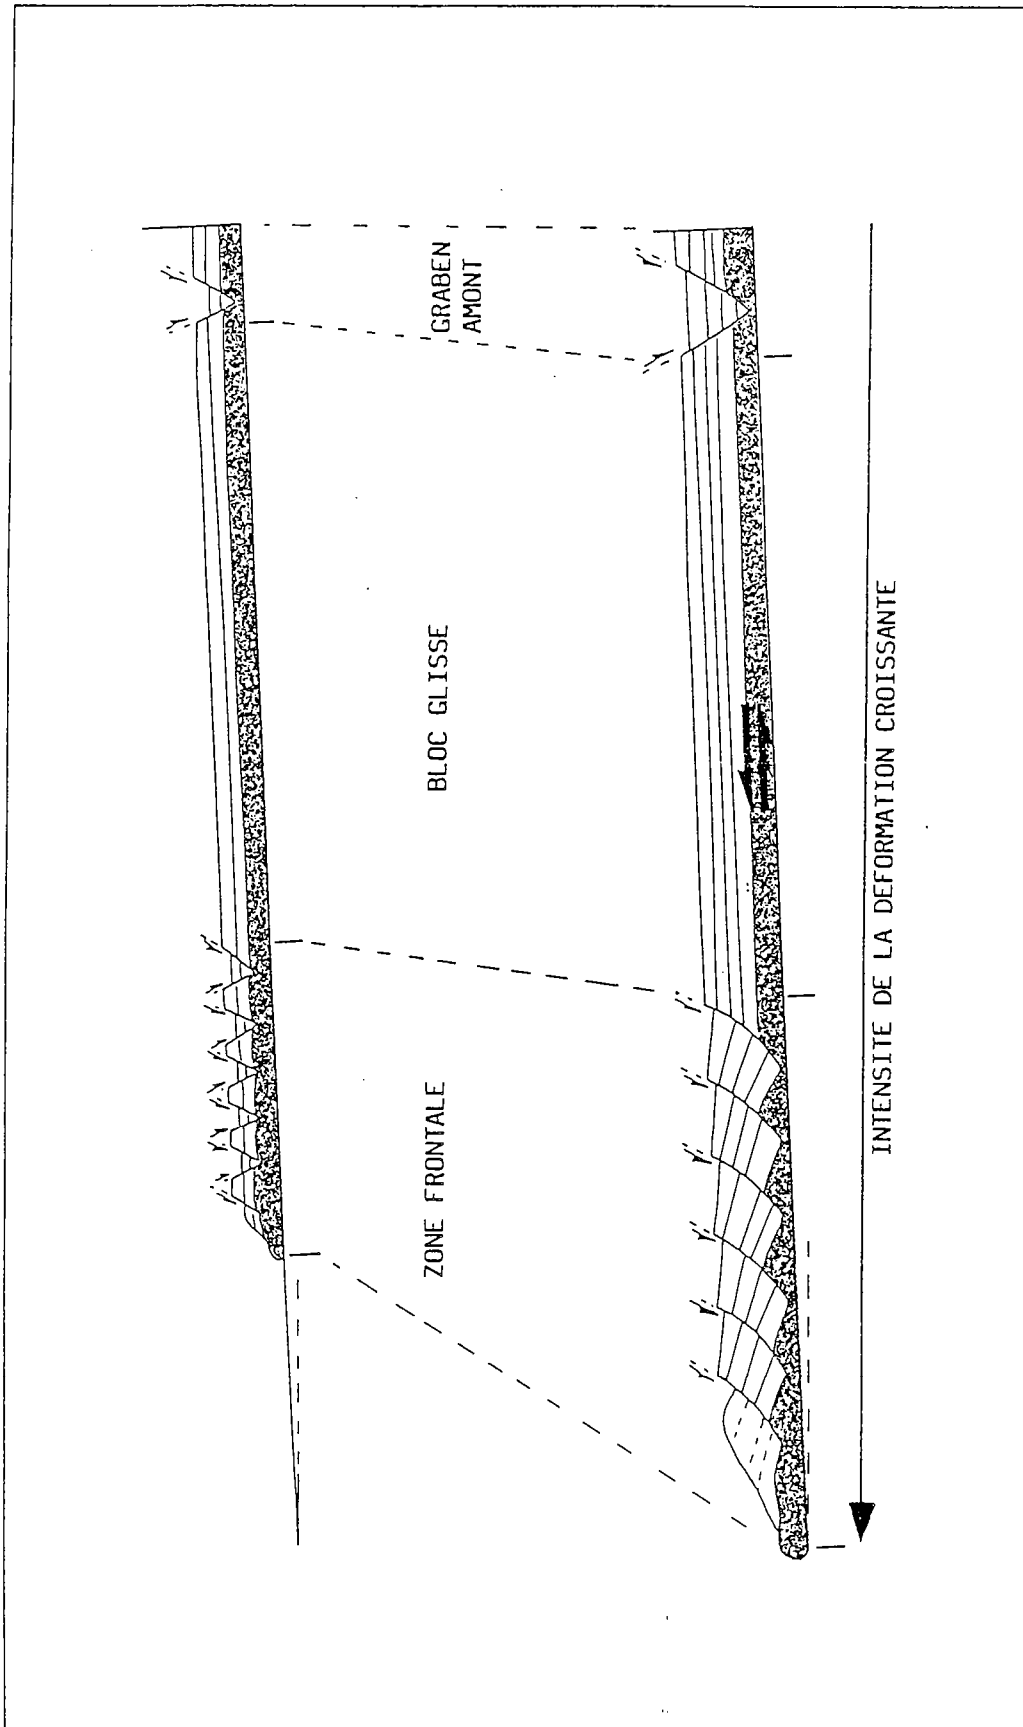 GRABEN
AMONT
BLOC GLISSE
ZONE FRONTALE
INTENSITE DE LA DEFORMATION CROISSANTE